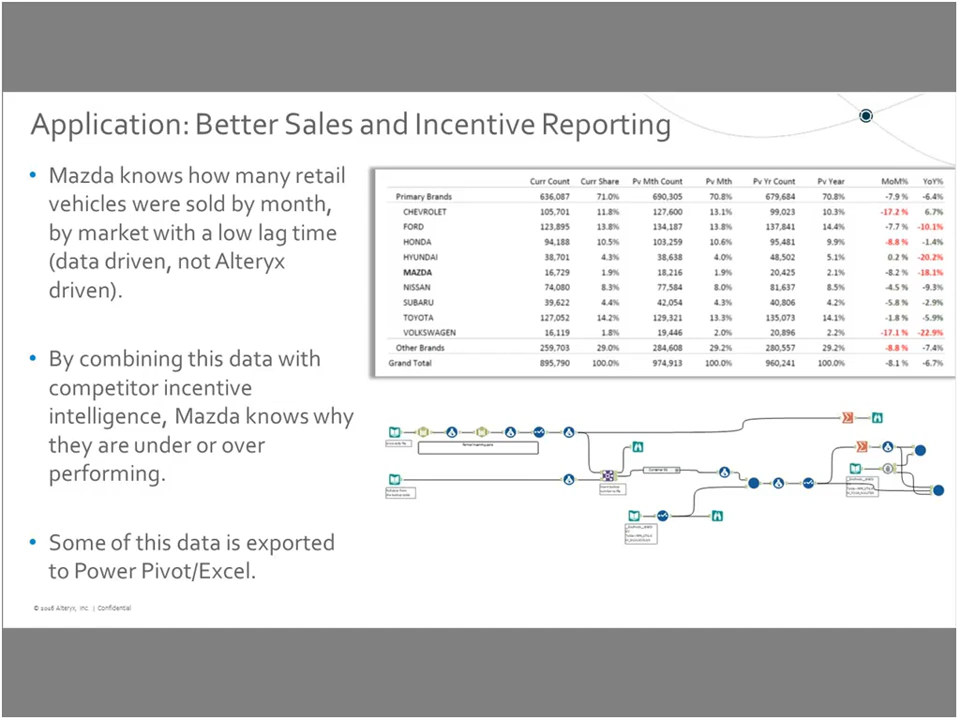 Application: Better Sales and Incentive Reporting
• Mazda knows how many retail
vehicles were sold by month,
by market with a low lag time
(data driven, not Alteryx
driven).
• By combining this data with
competitor incentive
intelligence, Mazda knows why
they are under or over
performing.
• Some of this data is exported
to Power Pivot/Excel.
Curr Count Curr Share Pv Mth Count Pv Mth Pv Yr Count Pv Year MoM% YoY%
Primary Brands 636,087 71.0% 690,305 70.8% 679,684 70.8% -7.9 % -6.4%
CHEVROLET 105,701 11.8% 127,600 13.1% 99,023 10.3% -17.2 % 6.7%
FORD 123,895 13.8% 134,187 13.8% 137,841 14.4% -7.7 % -10.1%
HONDA 94,188 10.5% 103,259 10.6% 95,481 9.9% -8.8 % -1.4%
HYUNDAI 38,701 4.3% 38,638 4.0% 48,502 5.1% 0.2 % -20.2%
MAZDA 16,729 1.9% 18,216 1.9% 20,425 2.1% -8.2 % -18.1%
NISSAN 74,080 8.3% 77,584 8.0% 81,637 8.5% -4.5 % -9.3%
SUBARU 39,622 4.4% 42,054 4.3% 40,806 4.2% -5.8 % -2.9%
TOYOTA 127,052 14.2% 129,321 13.3% 135,073 14.1% -1.8 % -5.9%
VOLKSWAGEN 16,119 1.8% 19,446 2.0% 20,896 2.2% -17.1 % -22.9%
Other Brands 259,703 29.0% 284,608 29.2% 280,557 29.2% -8.8 % -7.4%
Grand Total 895,790 100.0% 974,913 100.0% 960,241 100.0% -8.1 % -6.7%
© 2018 Alteryx, Inc. | Confidential